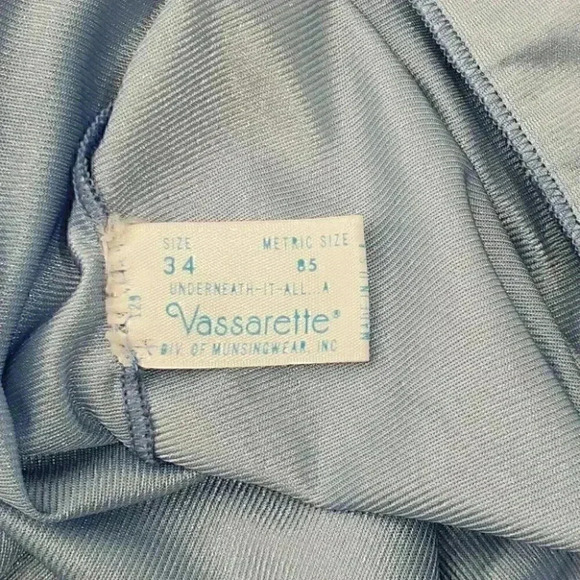 SIZE METRIC SIZE
34 85
UNDERNEATH-IT-ALL...A
Vassarette®
DIV. OF MUNSINGWEAR, INC